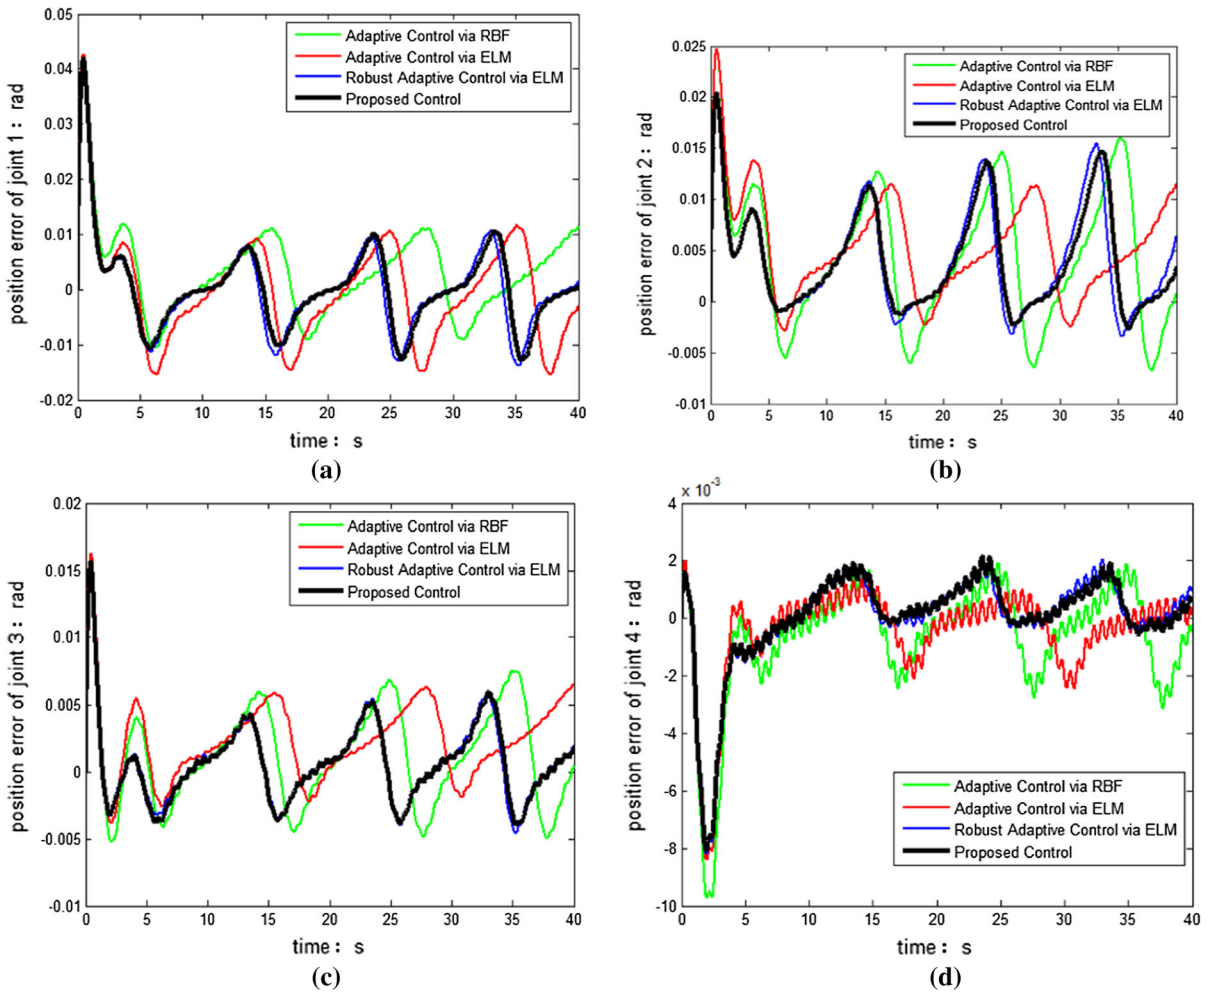 0.05
0.04
0.03
0.02
0.01
0
-0.01
-0.02
position error of joint 1: rad
Adaptive Control via RBF
Adaptive Control via ELM
Robust Adaptive Control via ELM
Proposed Control
0 5 10 15 20 25 30 35 40
time: s
(a)
0.025
0.02
0.015
0.01
0.005
0
-0.005
-0.01
position error of joint 2: rad
Adaptive Control via RBF
Adaptive Control via ELM
Robust Adaptive Control via ELM
Proposed Control
0 5 10 15 20 25 30 35 40
time: s
(b)
0.02
0.015
0.01
0.005
0
-0.005
-0.01
position error of joint 3: rad
Adaptive Control via RBF
Adaptive Control via ELM
Robust Adaptive Control via ELM
Proposed Control
0 5 10 15 20 25 30 35 40
time: s
(c)
x 10⁻³
4
2
0
-2
-4
-6
-8
-10
position error of joint 4: rad
Adaptive Control via RBF
Adaptive Control via ELM
Robust Adaptive Control via ELM
Proposed Control
0 5 10 15 20 25 30 35 40
time: s
(d)